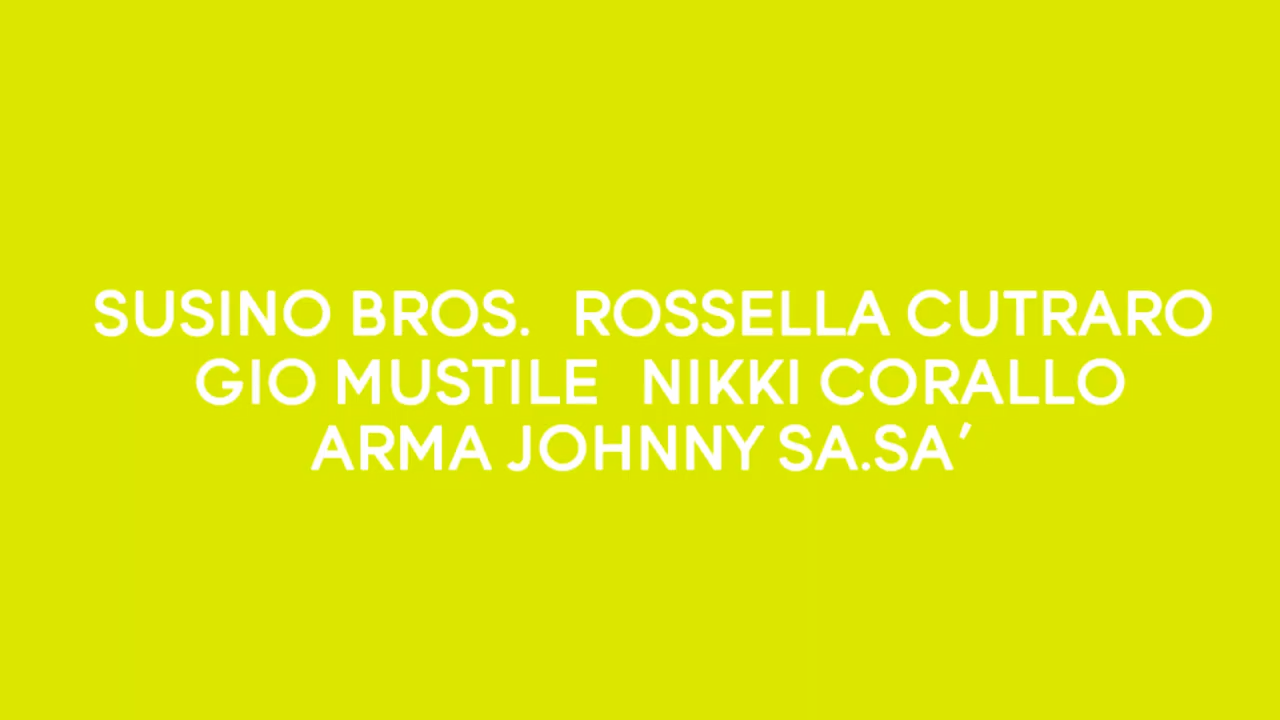 SUSINO BROS. ROSSELLA CUTRARO
GIO MUSTILE NIKKI CORALLO
ARMA JOHNNY SA.SA′